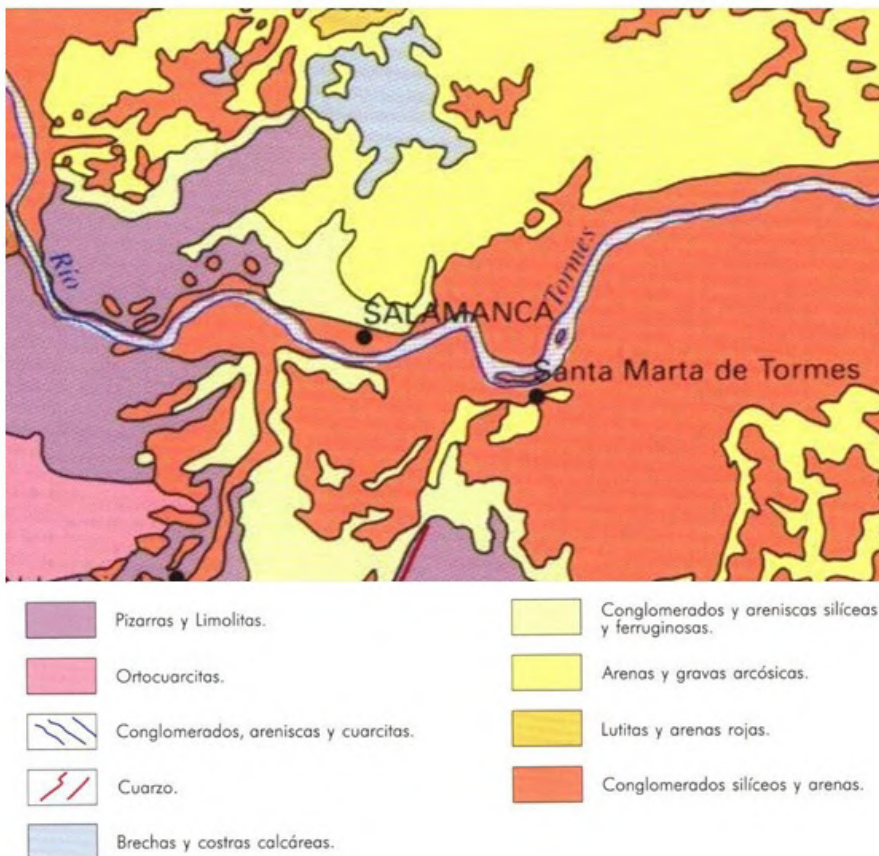 Río
Tormes
SALAMANCA
Santa Marta de Tormes
Pizarras y Limolitas.
Ortocuarcitas.
Conglomerados, areniscas y cuarcitas.
Cuarzo.
Brechas y costras calcáreas.
Conglomerados y areniscas silíceas
y ferruginosas.
Arenas y gravas arcósicas.
Lutitas y arenas rojas.
Conglomerados silíceos y arenas.